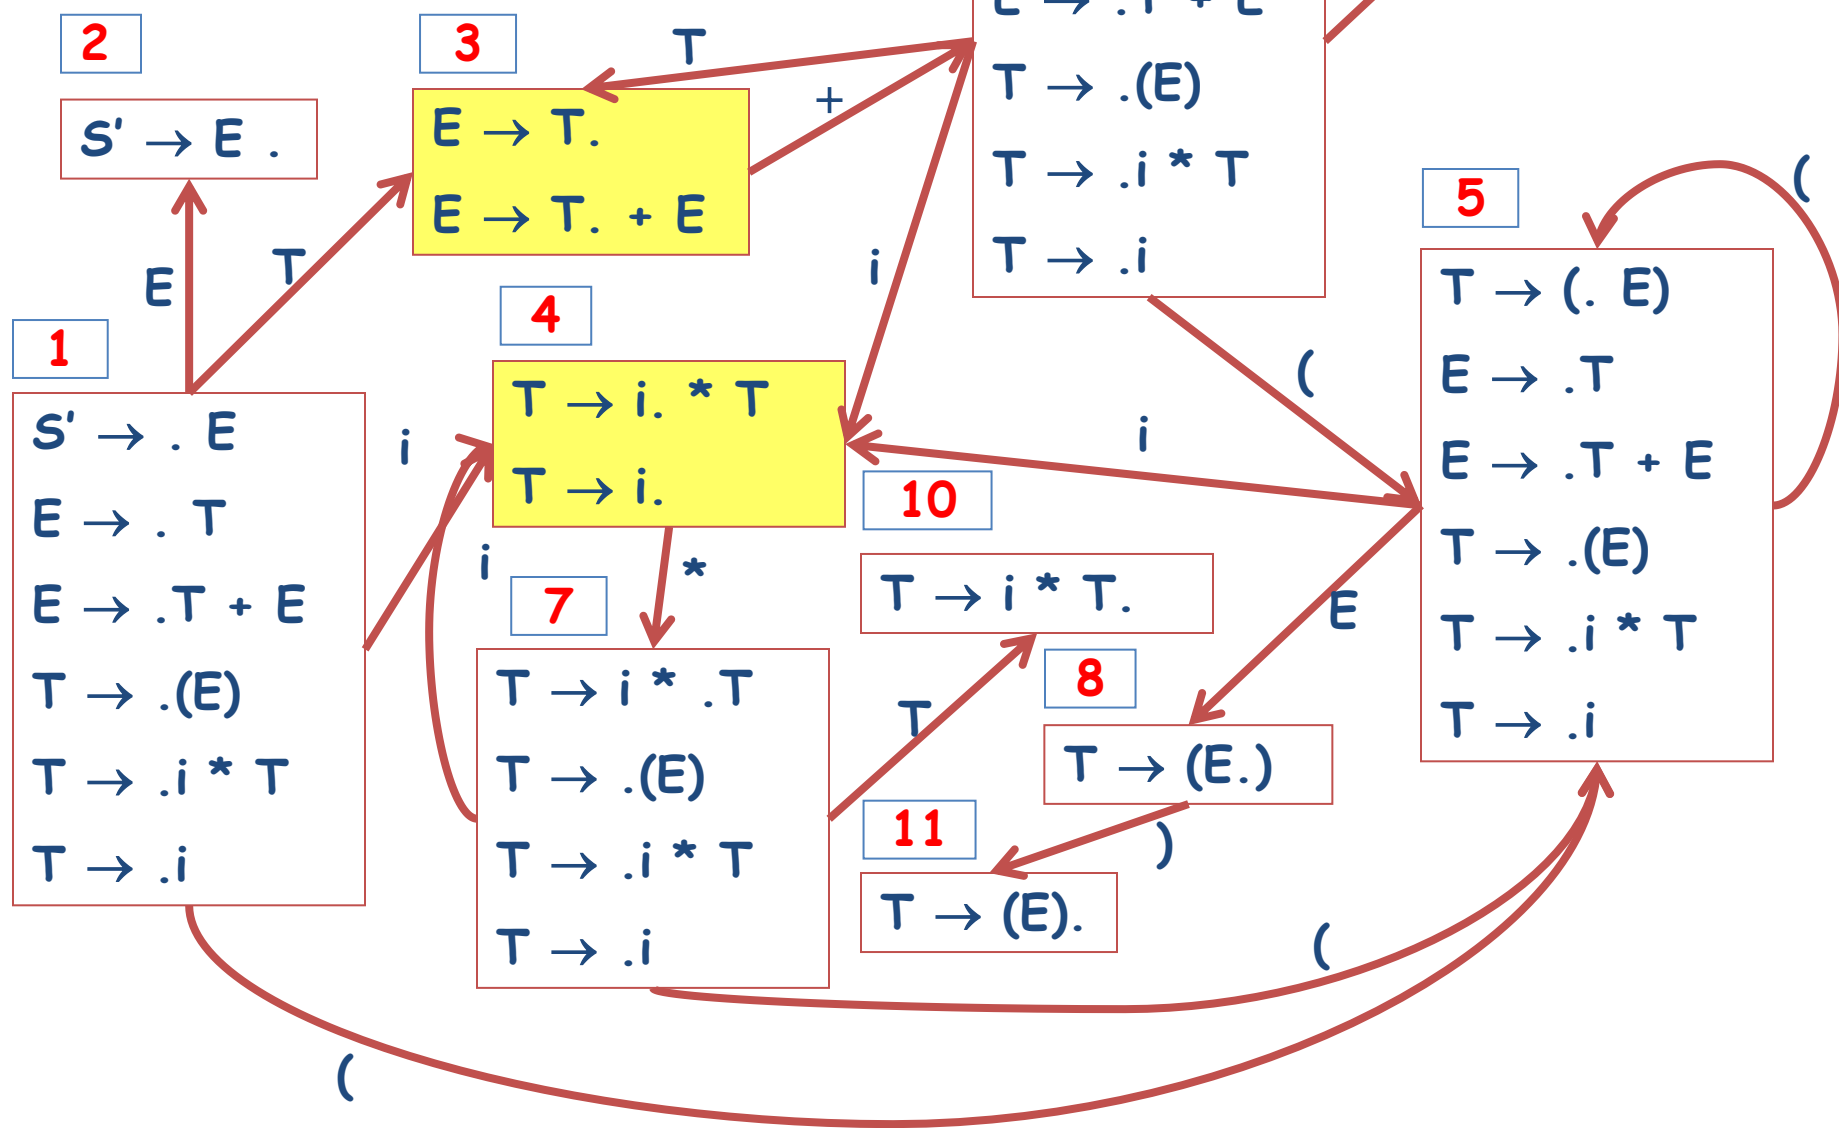 2
S' → E .
3
E → T.
E → T. + E
T
+
E → .T + E
T → .(E)
T → .i * T
T → .i
(
5
T → (. E)
E → .T
E → .T + E
T → .(E)
T → .i * T
T → .i
E
T
i
(
1
S' → . E
E → . T
E → .T + E
T → .(E)
T → .i * T
T → .i
i
4
T → i. * T
T → i.
i
10
T → i * T.
i
*
7
T → i * .T
T → .(E)
T → .i * T
T → .i
T
E
8
T → (E.)
)
11
T → (E).
(
(